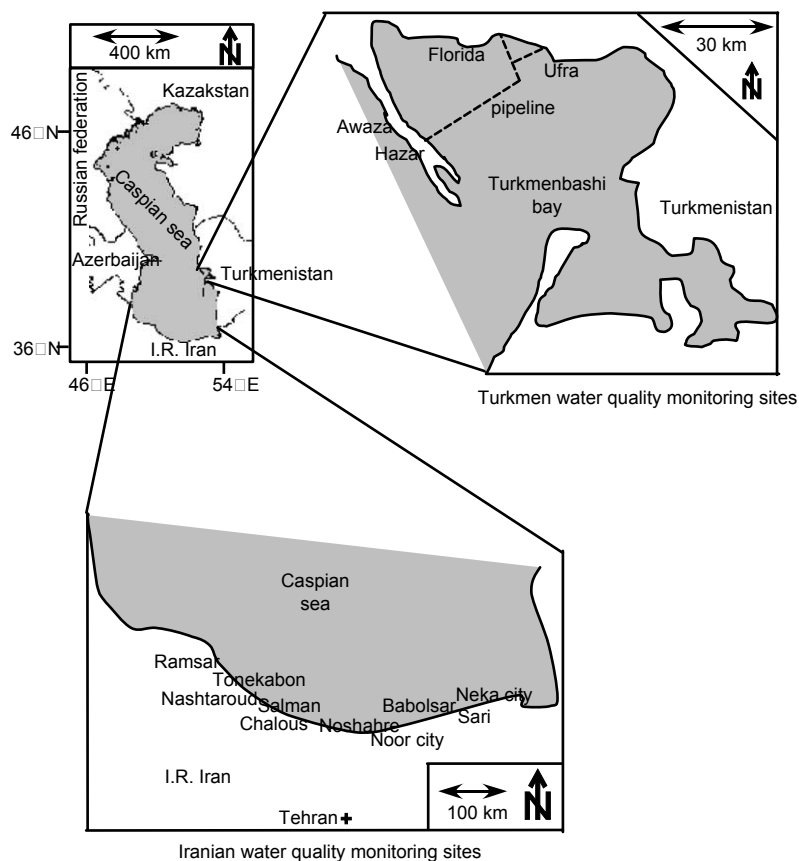 400 km
N
Kazakstan
46□N
Russian federation
Caspian sea
Azerbaijan
Turkmenistan
36□N
I.R. Iran
46□E
54□E
30 km
N
Florida
Ufra
pipeline
Awaza
Hazar
Turkmenbashi
bay
Turkmenistan
Turkmen water quality monitoring sites
Caspian
sea
Ramsar
Tonekabon
Nashtaroud
Salman
Chalous
Noshahre
Noor city
Babolsar
Neka city
Sari
I.R. Iran
Tehran
100 km
N
Iranian water quality monitoring sites